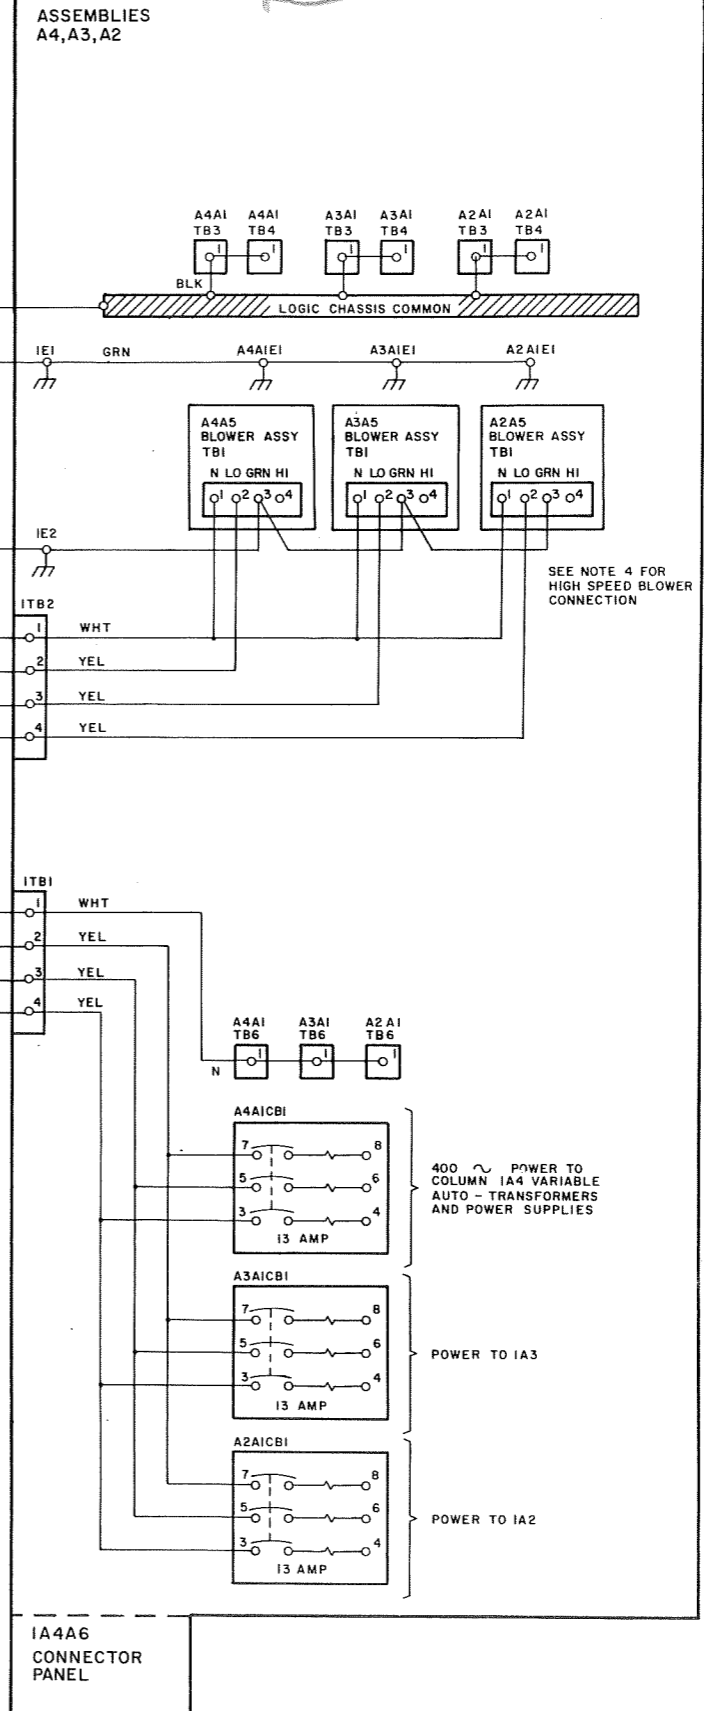 ASSEMBLIES
A4,A3,A2
A4A1 A4A1 A3A1 A3A1 A2A1 A2A1
TB3 TB4 TB3 TB4 TB3 TB4
1 1 1 1 1 1
BLK
LOGIC CHASSIS COMMON
1E1 GRN A4A1E1 A3A1E1 A2A1E1
A4A5 A3A5 A2A5
BLOWER ASSY BLOWER ASSY BLOWER ASSY
TB1 TB1 TB1
N LO GRN HI N LO GRN HI N LO GRN HI
1 2 3 4 1 2 3 4 1 2 3 4
1E2
SEE NOTE 4 FOR
HIGH SPEED BLOWER
CONNECTION
1TB2
1 WHT
2 YEL
3 YEL
4 YEL
1TB1
1 WHT
2 YEL
3 YEL
4 YEL
A4A1 A3A1 A2A1
TB6 TB6 TB6
N 1 1 1
A4A1CB1
7 8
5 6
3 4
13 AMP
400 ∿ POWER TO
COLUMN 1A4 VARIABLE
AUTO - TRANSFORMERS
AND POWER SUPPLIES
A3A1CB1
7 8
5 6
3 4
13 AMP
POWER TO 1A3
A2A1CB1
7 8
5 6
3 4
13 AMP
POWER TO 1A2
1A4A6
CONNECTOR
PANEL